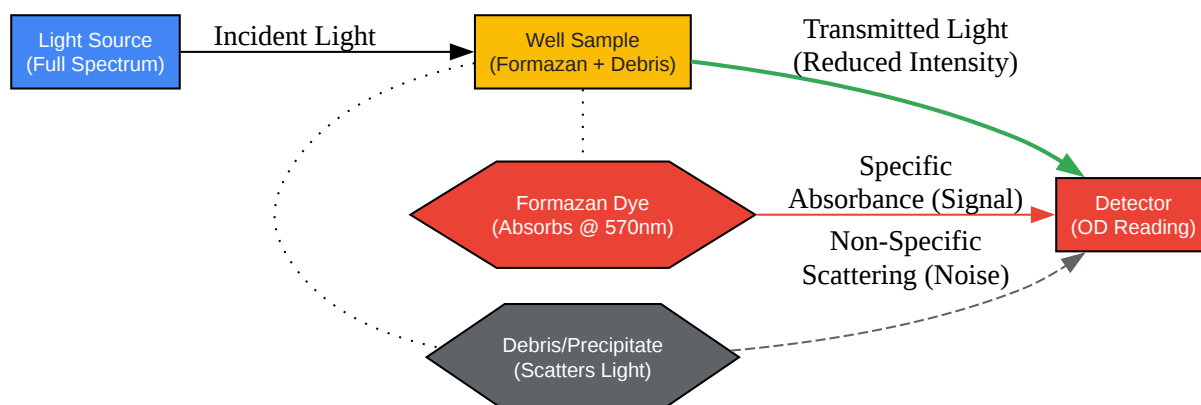 Light Source
(Full Spectrum)
Incident Light
Well Sample
(Formazan + Debris)
Transmitted Light
(Reduced Intensity)
Formazan Dye
(Absorbs @ 570nm)
Specific
Absorbance (Signal)
Detector
(OD Reading)
Non-Specific
Scattering (Noise)
Debris/Precipitate
(Scatters Light)